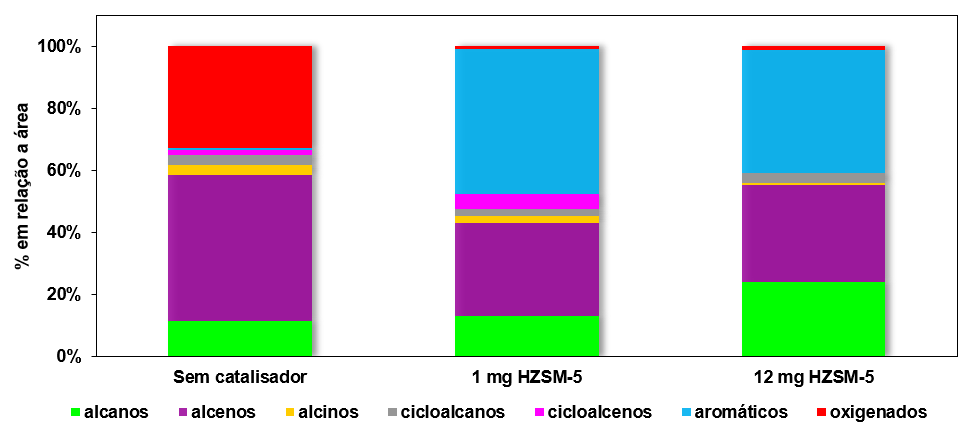 100%
80%
60%
40%
20%
0%
% em relação a área
Sem catalisador
1 mg HZSM-5
12 mg HZSM-5
alcanos alcenos alcinos cicloalcanos cicloalcenos aromáticos oxigenados